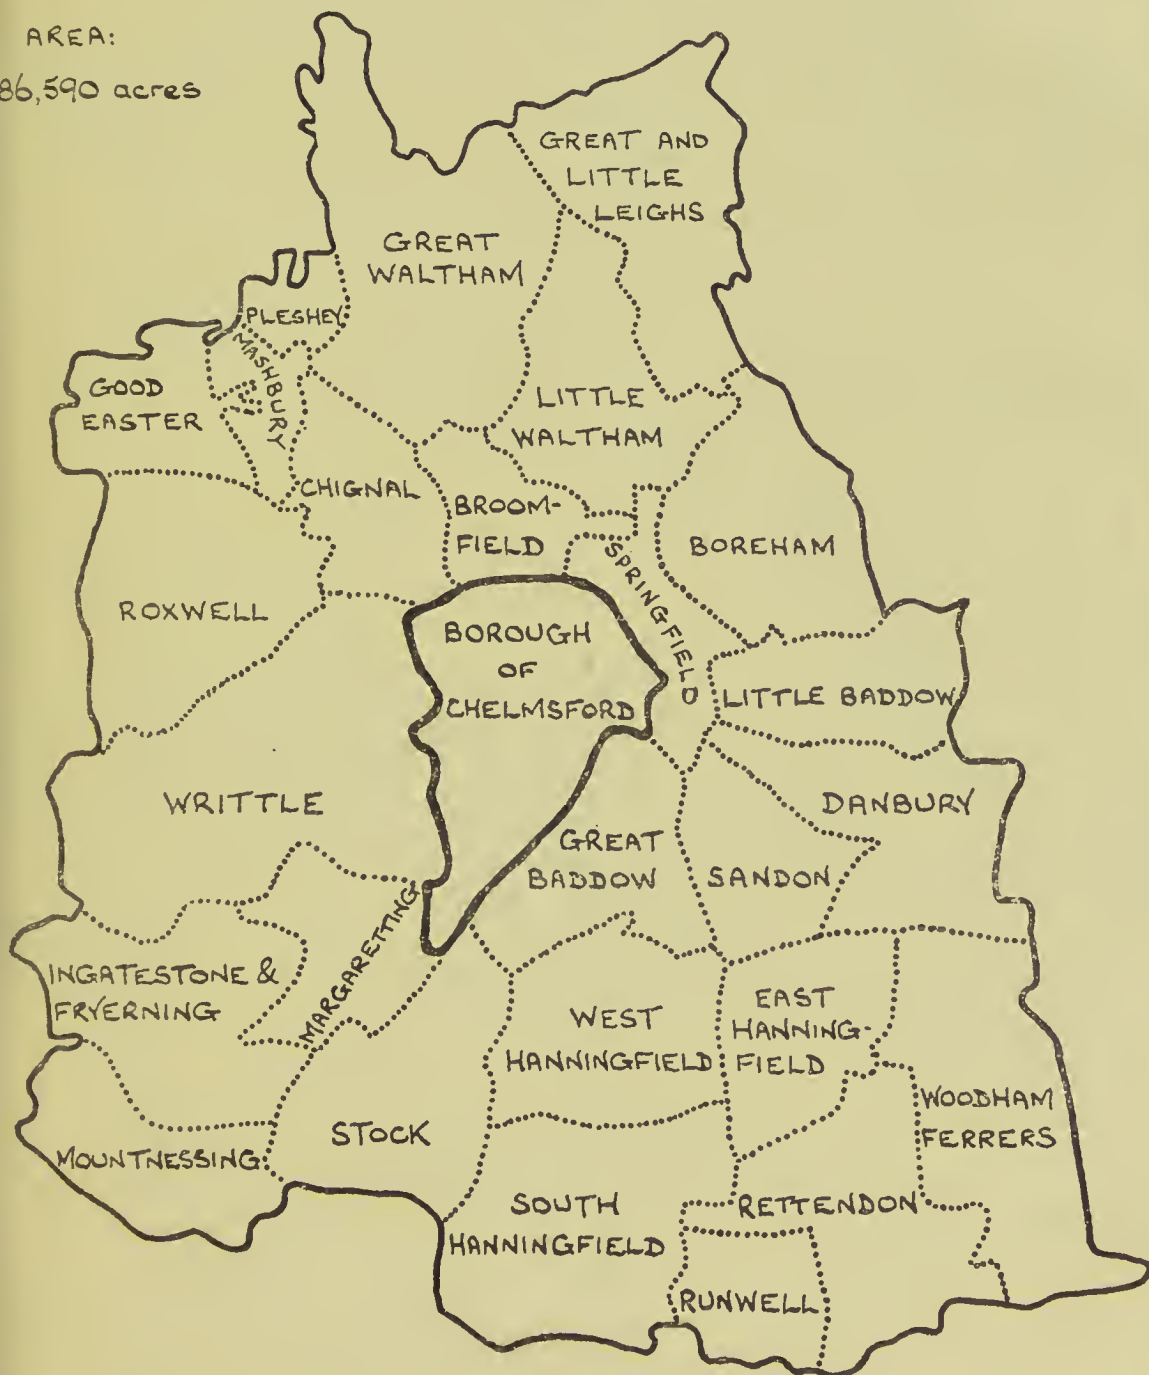 AREA:
86,590 acres
GREAT AND
LITTLE
LEIGHS
GREAT
WALTHAM
PLESHEY
MASHBURY
GOOD
EASTER
LITTLE
WALTHAM
CHIGNAL
BROOM-
FIELD
SPRINGFIELD
BOREHAM
ROXWELL
BOROUGH
OF
CHELMSFORD
LITTLE BADDOW
WRITTLE
DANBURY
GREAT
BADDOW
SANDON
MARGARETTING
INGATESTONE &
FRYERNING
WEST
HANNINGFIELD
EAST
HANNING-
FIELD
WOODHAM
FERRERS
STOCK
MOUNTNESSING
SOUTH
HANNINGFIELD
RETTENDON
RUNWELL